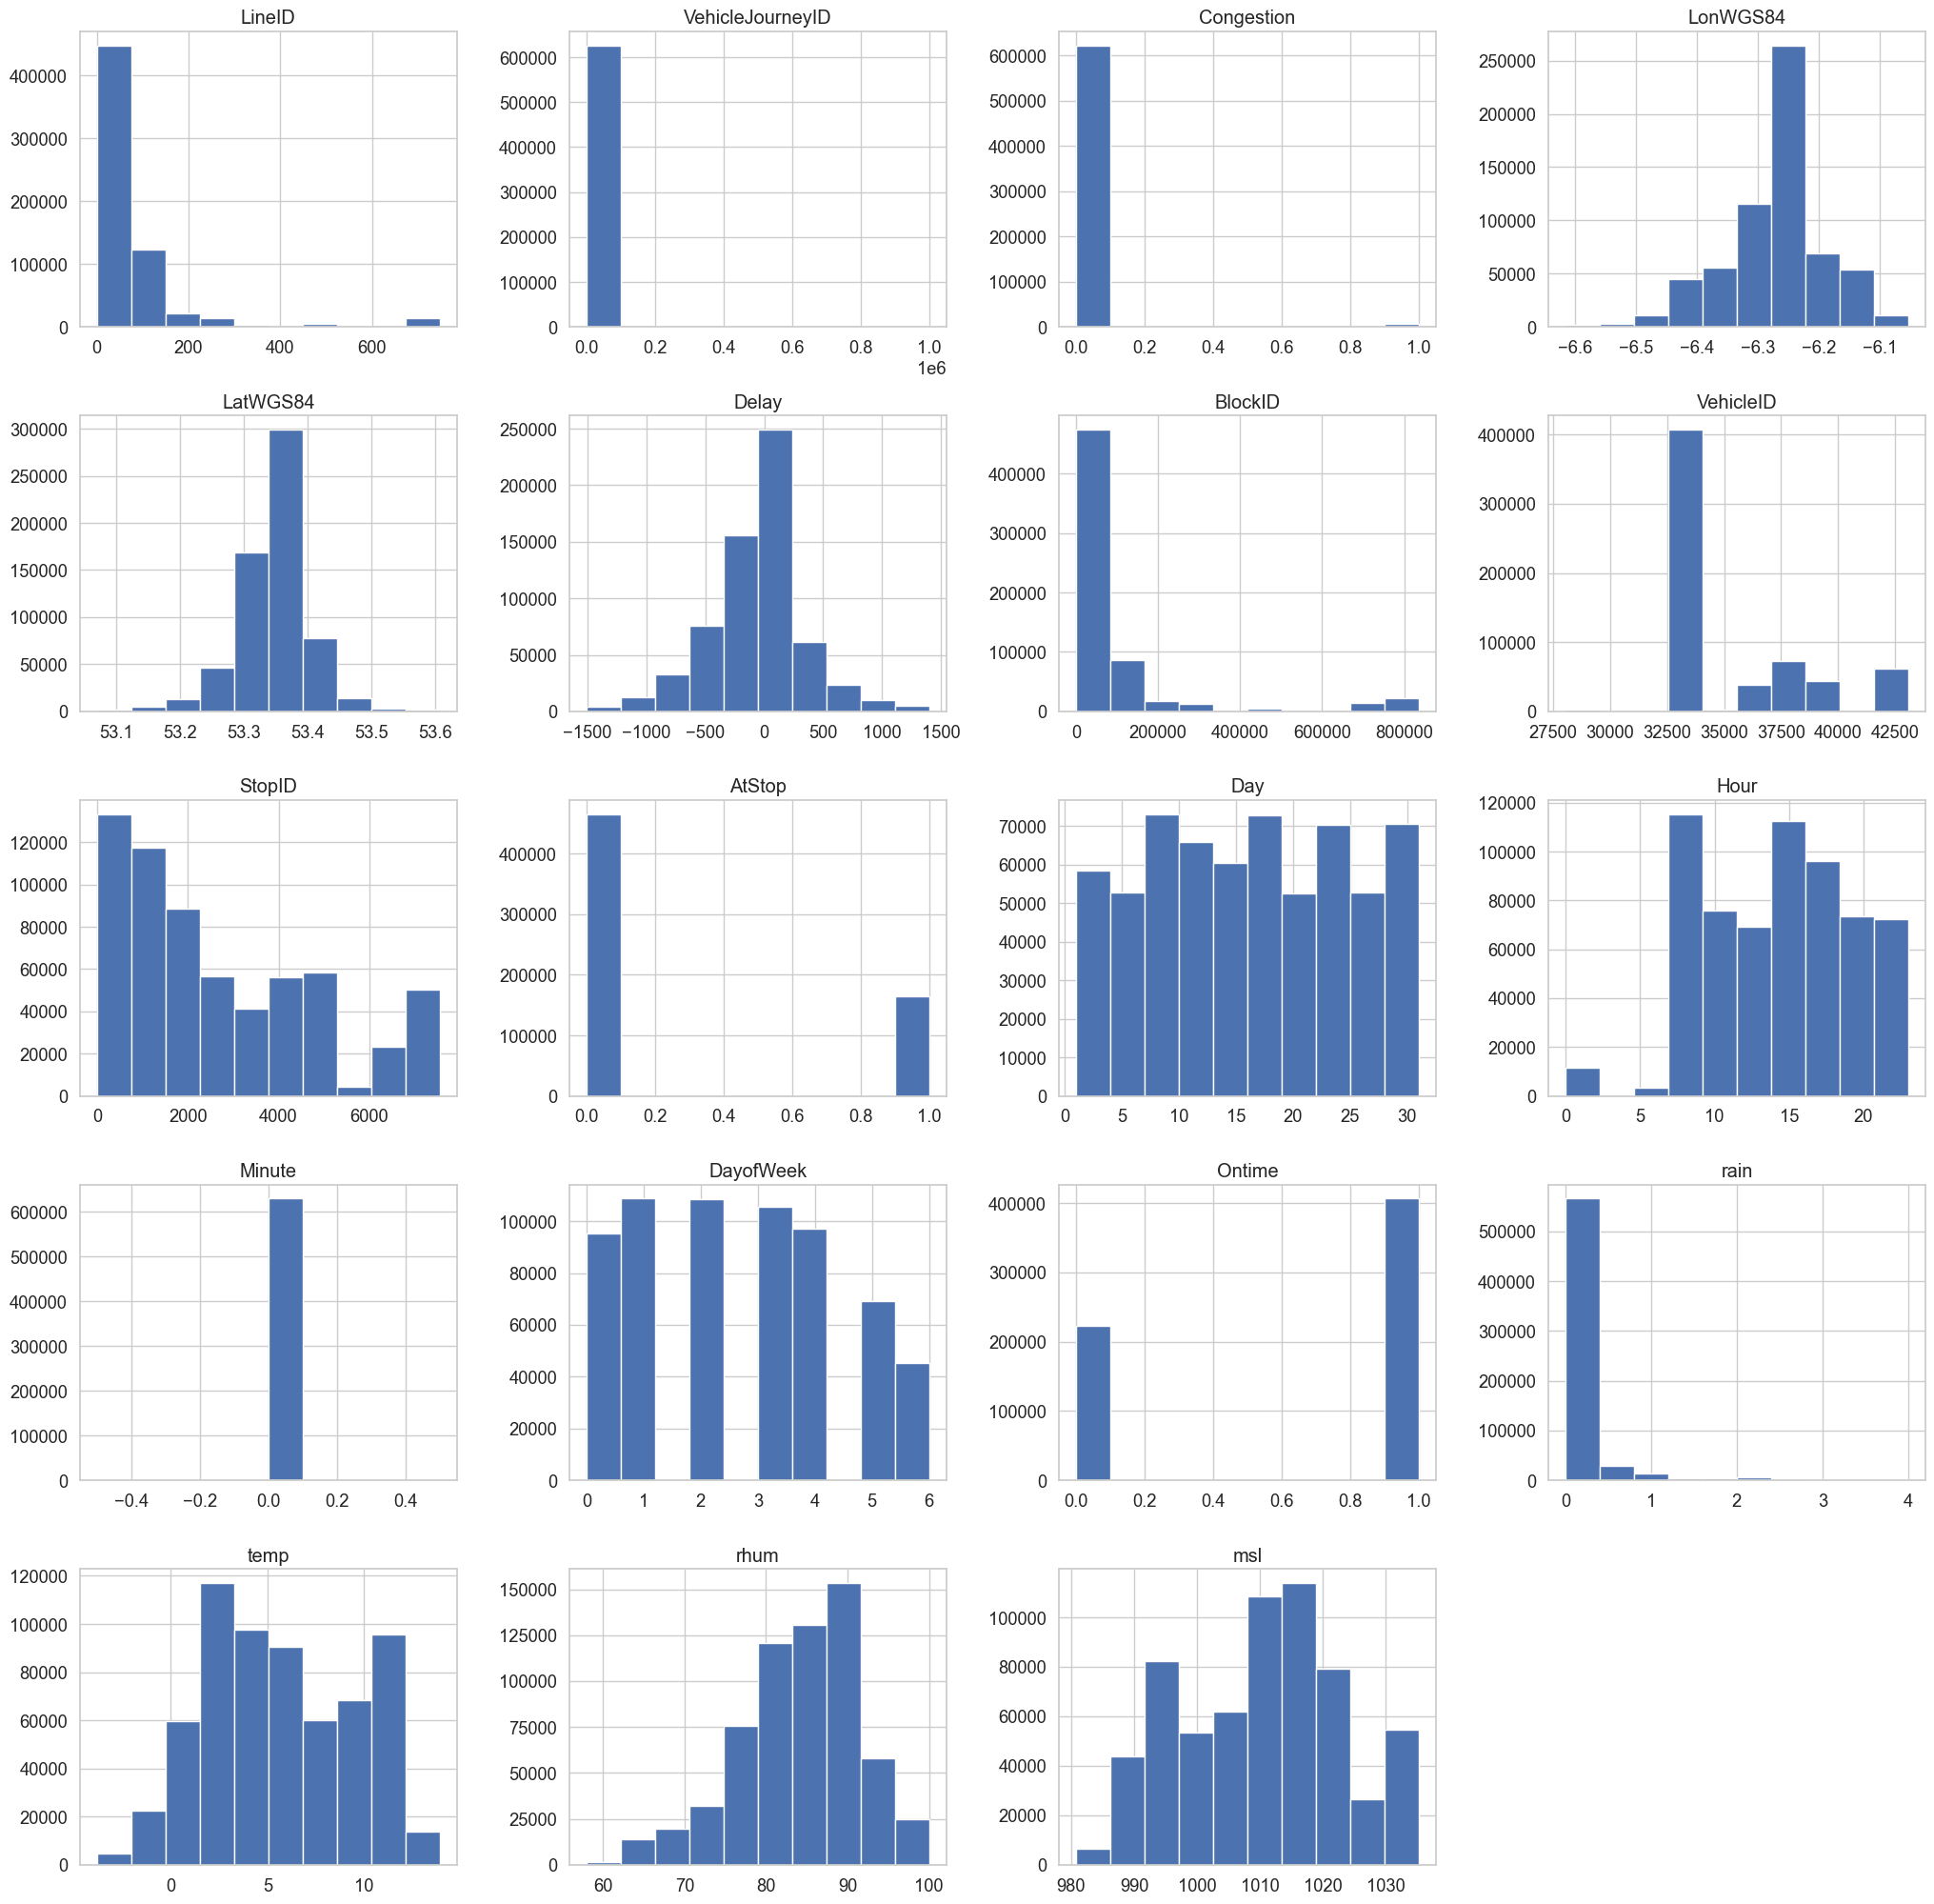 LineID VehicleJourneyID Congestion LonWGS84
400000 300000 200000 100000 0
0 200 400 600
600000 500000 400000 300000 200000 100000 0
0.0 0.2 0.4 0.6 0.8 1.0
1e6
600000 500000 400000 300000 200000 100000 0
0.0 0.2 0.4 0.6 0.8 1.0
250000 200000 150000 100000 50000 0
−6.6 −6.5 −6.4 −6.3 −6.2 −6.1
LatWGS84 Delay BlockID VehicleID
300000 250000 200000 150000 100000 50000 0
53.1 53.2 53.3 53.4 53.5 53.6
250000 200000 150000 100000 50000 0
−1500 −1000 −500 0 500 1000 1500
400000 300000 200000 100000 0
0 200000 400000 600000 800000
400000 300000 200000 100000 0
27500 30000 32500 35000 37500 40000 42500
StopID AtStop Day Hour
120000 100000 80000 60000 40000 20000 0
0 2000 4000 6000
400000 300000 200000 100000 0
0.0 0.2 0.4 0.6 0.8 1.0
70000 60000 50000 40000 30000 20000 10000 0
0 5 10 15 20 25 30
120000 100000 80000 60000 40000 20000 0
0 5 10 15 20
Minute DayofWeek Ontime rain
600000 500000 400000 300000 200000 100000 0
−0.4 −0.2 0.0 0.2 0.4
100000 80000 60000 40000 20000 0
0 1 2 3 4 5 6
400000 300000 200000 100000 0
0.0 0.2 0.4 0.6 0.8 1.0
500000 400000 300000 200000 100000 0
0 1 2 3 4
temp rhum msl
120000 100000 80000 60000 40000 20000 0
0 5 10
150000 125000 100000 75000 50000 25000 0
60 70 80 90 100
100000 80000 60000 40000 20000 0
980 990 1000 1010 1020 1030